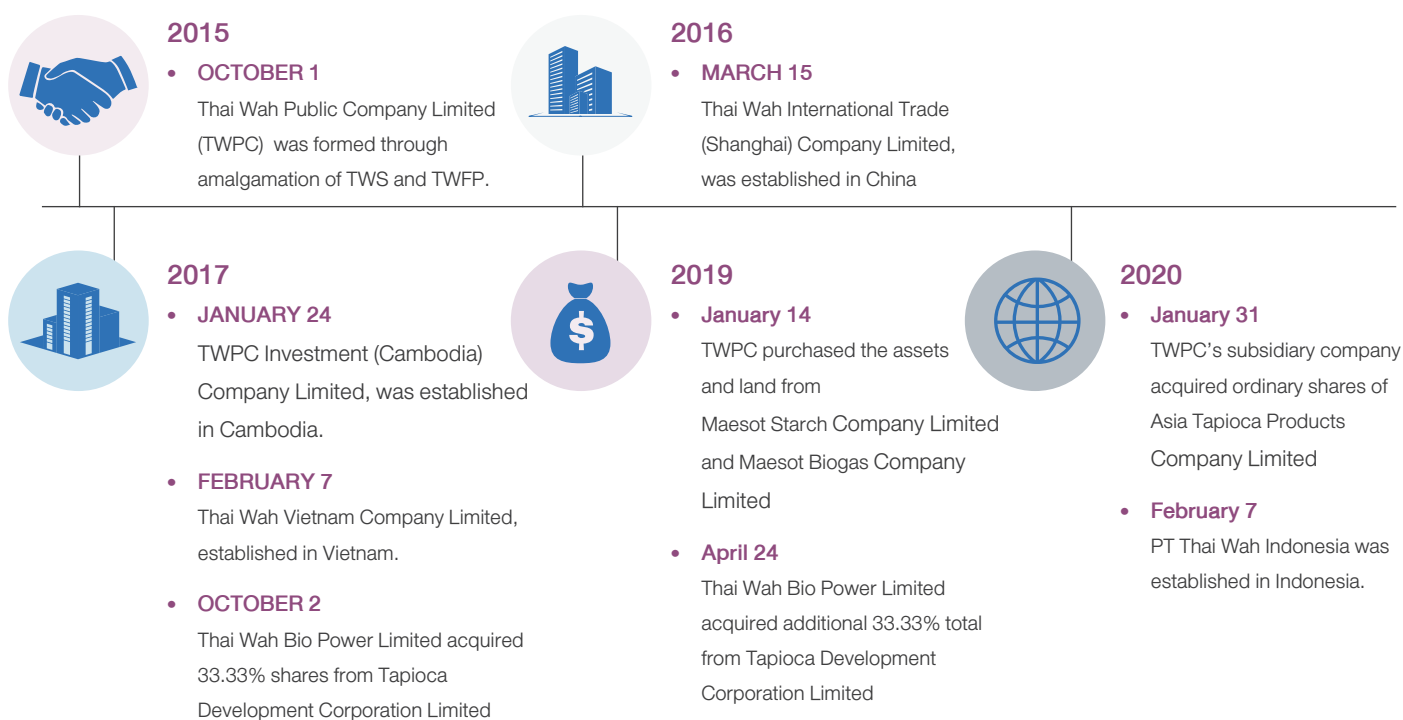 2015
• OCTOBER 1
Thai Wah Public Company Limited
(TWPC) was formed through
amalgamation of TWS and TWFP.
2016
• MARCH 15
Thai Wah International Trade
(Shanghai) Company Limited,
was established in China
2017
• JANUARY 24
TWPC Investment (Cambodia)
Company Limited, was established
in Cambodia.
• FEBRUARY 7
Thai Wah Vietnam Company Limited,
established in Vietnam.
• OCTOBER 2
Thai Wah Bio Power Limited acquired
33.33% shares from Tapioca
Development Corporation Limited
$
2019
• January 14
TWPC purchased the assets
and land from
Maesot Starch Company Limited
and Maesot Biogas Company
Limited
• April 24
Thai Wah Bio Power Limited
acquired additional 33.33% total
from Tapioca Development
Corporation Limited
2020
• January 31
TWPC’s subsidiary company
acquired ordinary shares of
Asia Tapioca Products
Company Limited
• February 7
PT Thai Wah Indonesia was
established in Indonesia.